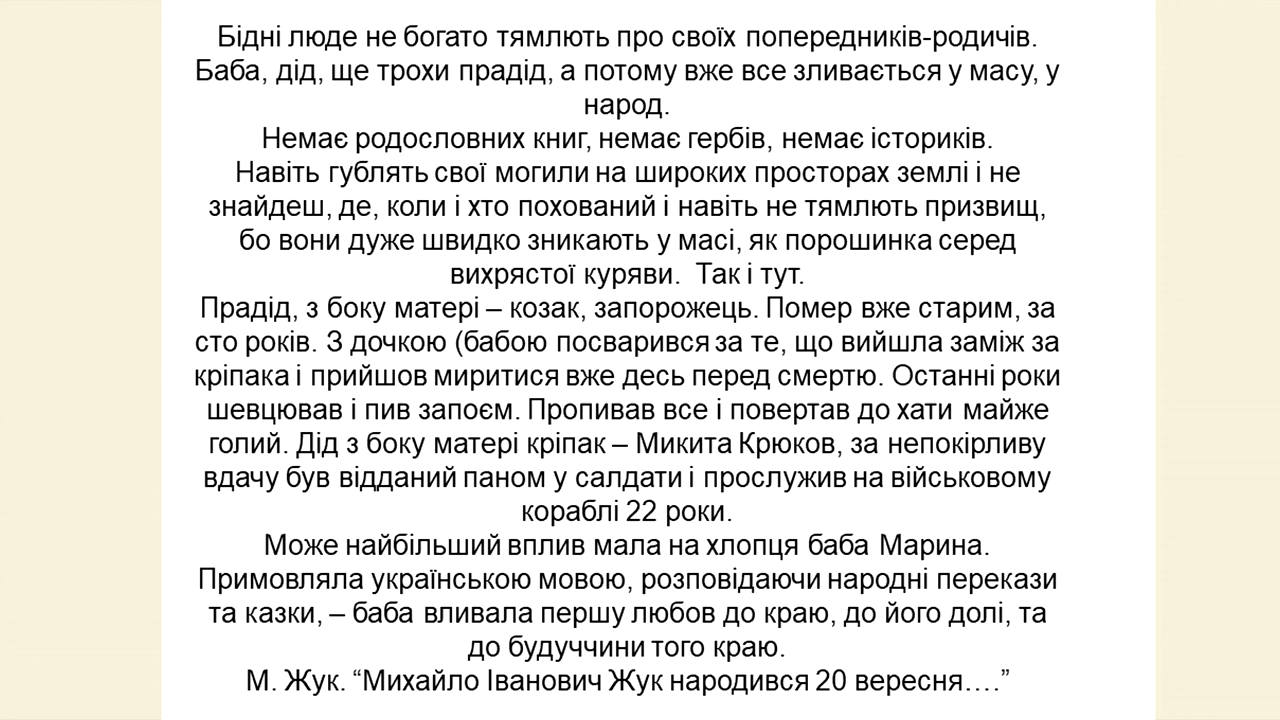 Бідні люде не богато тямлють про своїх попередників-родичів.
Баба, дід, ще трохи прадід, а потому вже все зливається у масу, у
народ.
Немає родословних книг, немає гербів, немає історіків.
Навіть гублять свої могили на широких просторах землі і не
знайдеш, де, коли і хто похований і навіть не тямлють призвищ,
бо вони дуже швидко зникають у масі, як порошинка серед
вихрястої куряви.  Так і тут.
Прадід, з боку матері – козак, запорожець. Помер вже старим, за
сто років. З дочкою (бабою посварився за те, що вийшла заміж за
кріпака і прийшов миритися вже десь перед смертю. Останні роки
шевцював і пив запоєм. Пропивав все і повертав до хати майже
голий. Дід з боку матері кріпак – Микита Крюков, за непокірливу
вдачу був відданий паном у салдати і прослужив на військовому
кораблі 22 роки.
Може найбільший вплив мала на хлопця баба Марина.
Примовляла українською мовою, розповідаючи народні перекази
та казки, – баба вливала першу любов до краю, до його долі, та
до будуччини того краю.
М. Жук. “Михайло Іванович Жук народився 20 вересня….”